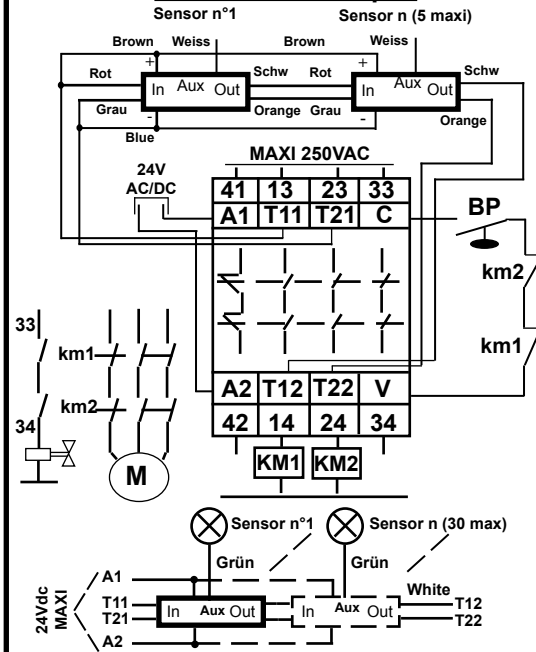 Sensor n°1 Sensor n (5 maxi)
Brown Weiss Brown Weiss
+ +
Rot Schw Rot Schw
In Aux Out In Aux Out
Grau Orange Grau Orange
- -
Blue
MAXI 250VAC
24V
AC/DC
41 13 23 33
A1 T11 T21 C
BP
km2
33
km1 km1
km2
34
A2 T12 T22 V
42 14 24 34
M KM1 KM2
Sensor n°1 Sensor n (30 max)
Grün Grün
24Vdc
MAXI
A1
T11
T21
A2
In Aux Out In Aux Out
White
T12
T22